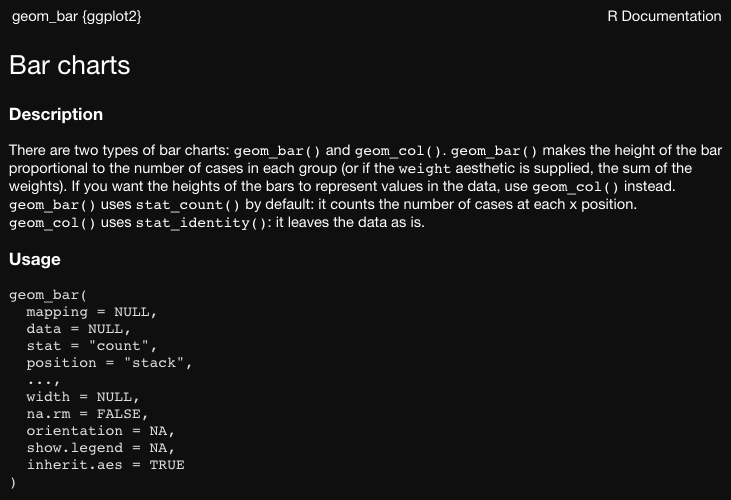 geom_bar {ggplot2}
R Documentation
Bar charts
Description
There are two types of bar charts: geom_bar() and geom_col(). geom_bar() makes the height of the bar
proportional to the number of cases in each group (or if the weight aesthetic is supplied, the sum of the
weights). If you want the heights of the bars to represent values in the data, use geom_col() instead.
geom_bar() uses stat_count() by default: it counts the number of cases at each x position.
geom_col() uses stat_identity(): it leaves the data as is.
Usage
geom_bar(
  mapping = NULL,
  data = NULL,
  stat = "count",
  position = "stack",
  ...,
  width = NULL,
  na.rm = FALSE,
  orientation = NA,
  show.legend = NA,
  inherit.aes = TRUE
)